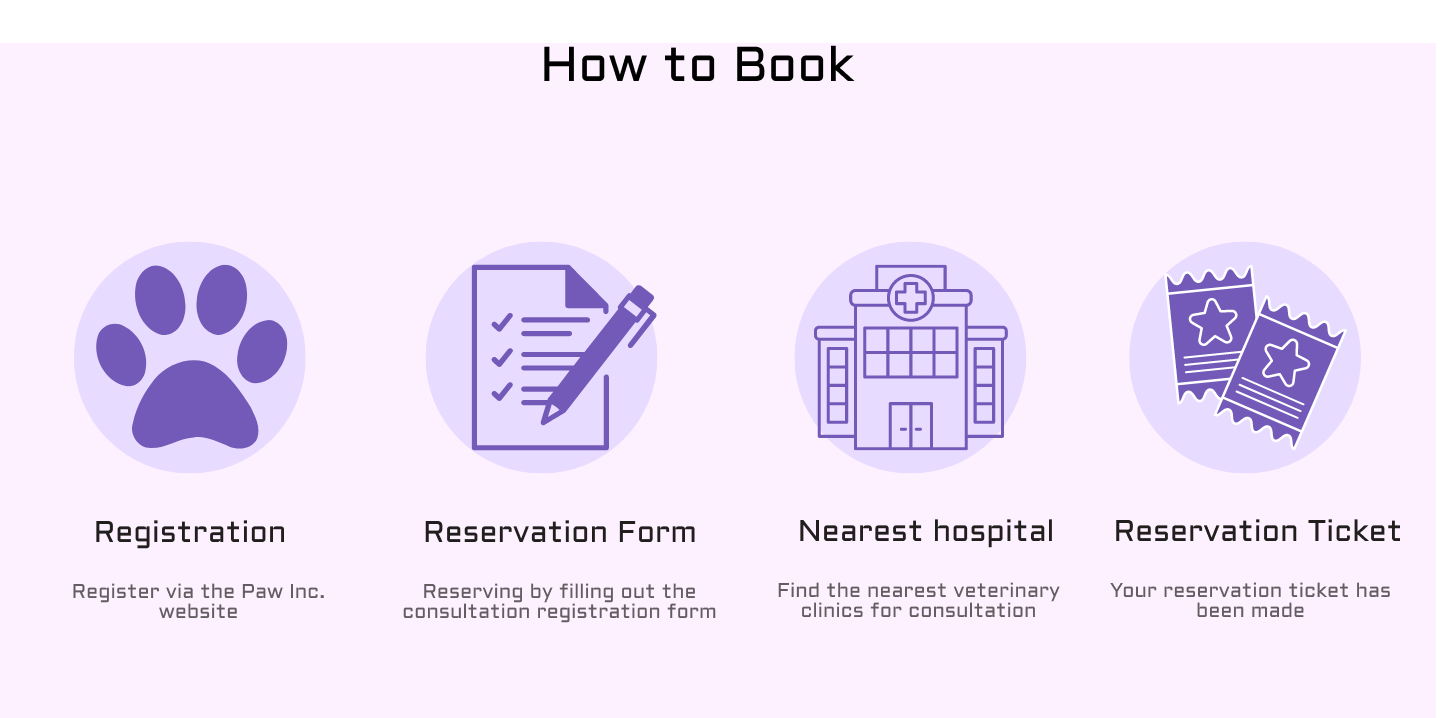 How to Book
Registration
Register via the Paw Inc.
website
Reservation Form
Reserving by filling out the
consultation registration form
Nearest hospital
Find the nearest veterinary
clinics for consultation
Reservation Ticket
Your reservation ticket has
been made